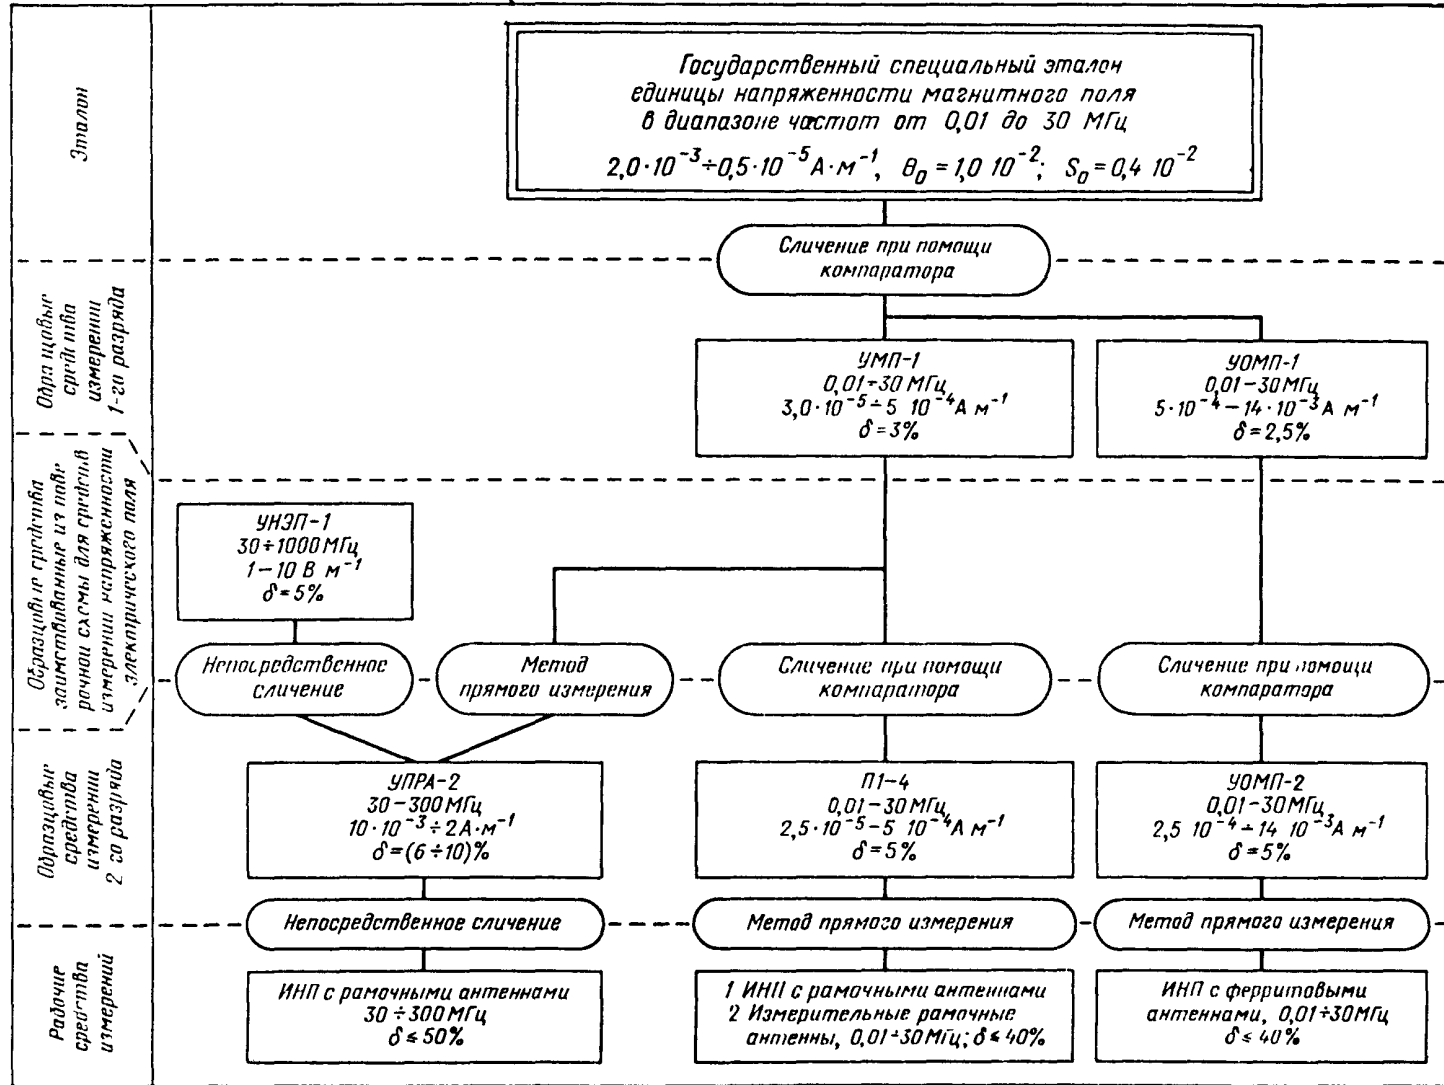 Эталон
Государственный специальный эталон
единицы напряженности магнитного поля
в диапазоне частот от 0,01 до 30 МГц
2,0·10⁻³÷0,5·10⁻⁵ А·м⁻¹, θ₀ = 1,0 10⁻²; S₀ = 0,4 10⁻²
Сличение при помощи
компаратора
средства
измерении
1-го разряда
УМП-1
0,01÷30 МГц
3,0·10⁻⁵÷5 10⁻⁴ А м⁻¹
δ=3%
УОМП-1
0,01−30 МГц
5·10⁻⁴−14·10⁻³ А м⁻¹
δ=2,5%
Образцовые средства
заимствованные из пове
рочной схемы для средств
измерении напряженности
электрического поля
УНЭП-1
30÷1000 МГц
1−10 В м⁻¹
δ=5%
Непосредственное
сличение
Метод
прямого измерения
Сличение при помощи
компаратора
Сличение при помощи
компаратора
Образцовые
средства
измерении
2 го разряда
УПРА-2
30−300 МГц
10·10⁻³÷2 А·м⁻¹
δ=(6÷10)%
П1-4
0,01−30 МГц
2,5·10⁻⁵−5 10⁻⁴ А м⁻¹
δ=5%
УОМП-2
0,01−30 МГц
2,5 10⁻⁴÷14 10⁻³ А м⁻¹
δ=5%
Непосредственное сличение
Метод прямого измерения
Метод прямого измерения
Рабочие
средства
измерений
ИНП с рамочными антеннами
30÷300 МГц
δ≤50%
1 ИНП с рамочными антеннами
2 Измерительные рамочные
антенны, 0,01÷30 МГц; δ≤40%
ИНП с ферритовыми
антеннами, 0,01÷30 МГц
δ≤40%